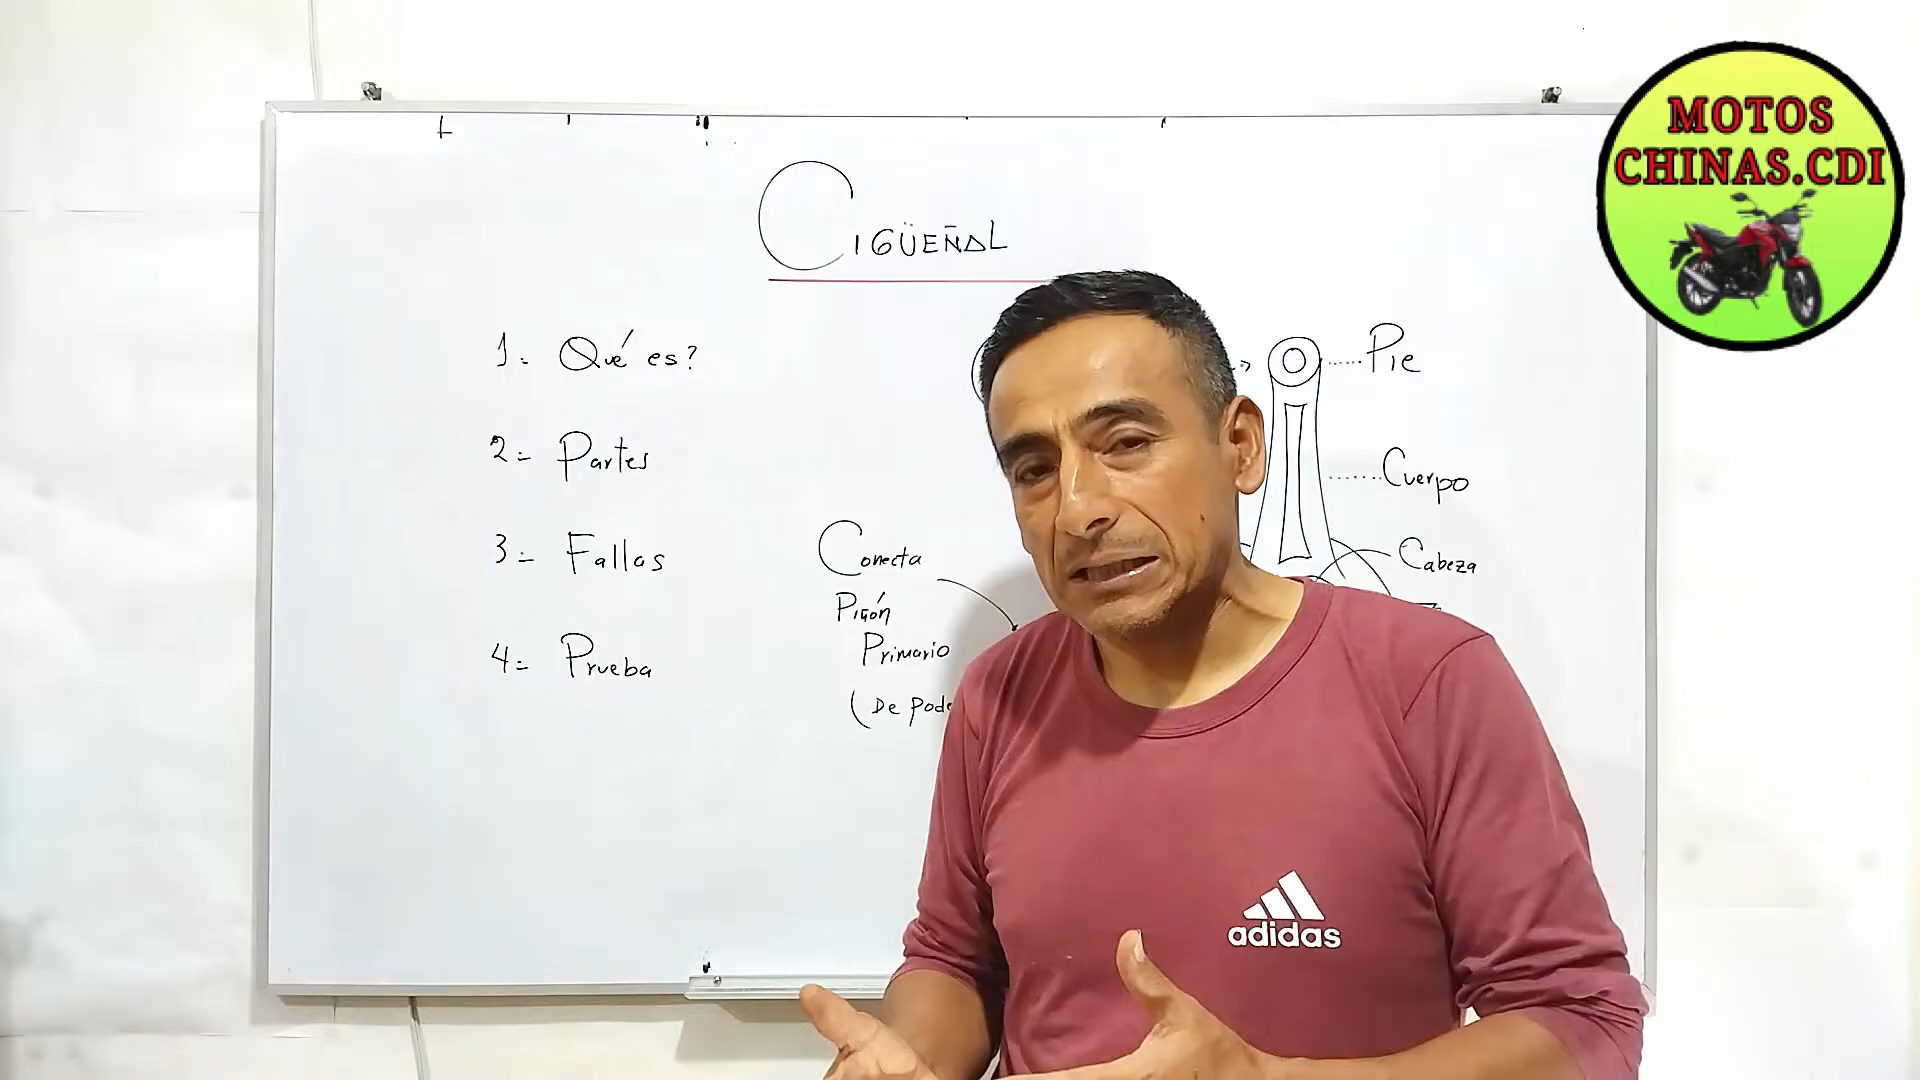 MOTOS
CHINAS.CDI
CIGÜEÑAL
1= Qué es?
2= Partes
3= Fallas
4= Prueba
Conecta
Piñón
Primario
(De pode
Pie
Cuerpo
Cabeza
adidas